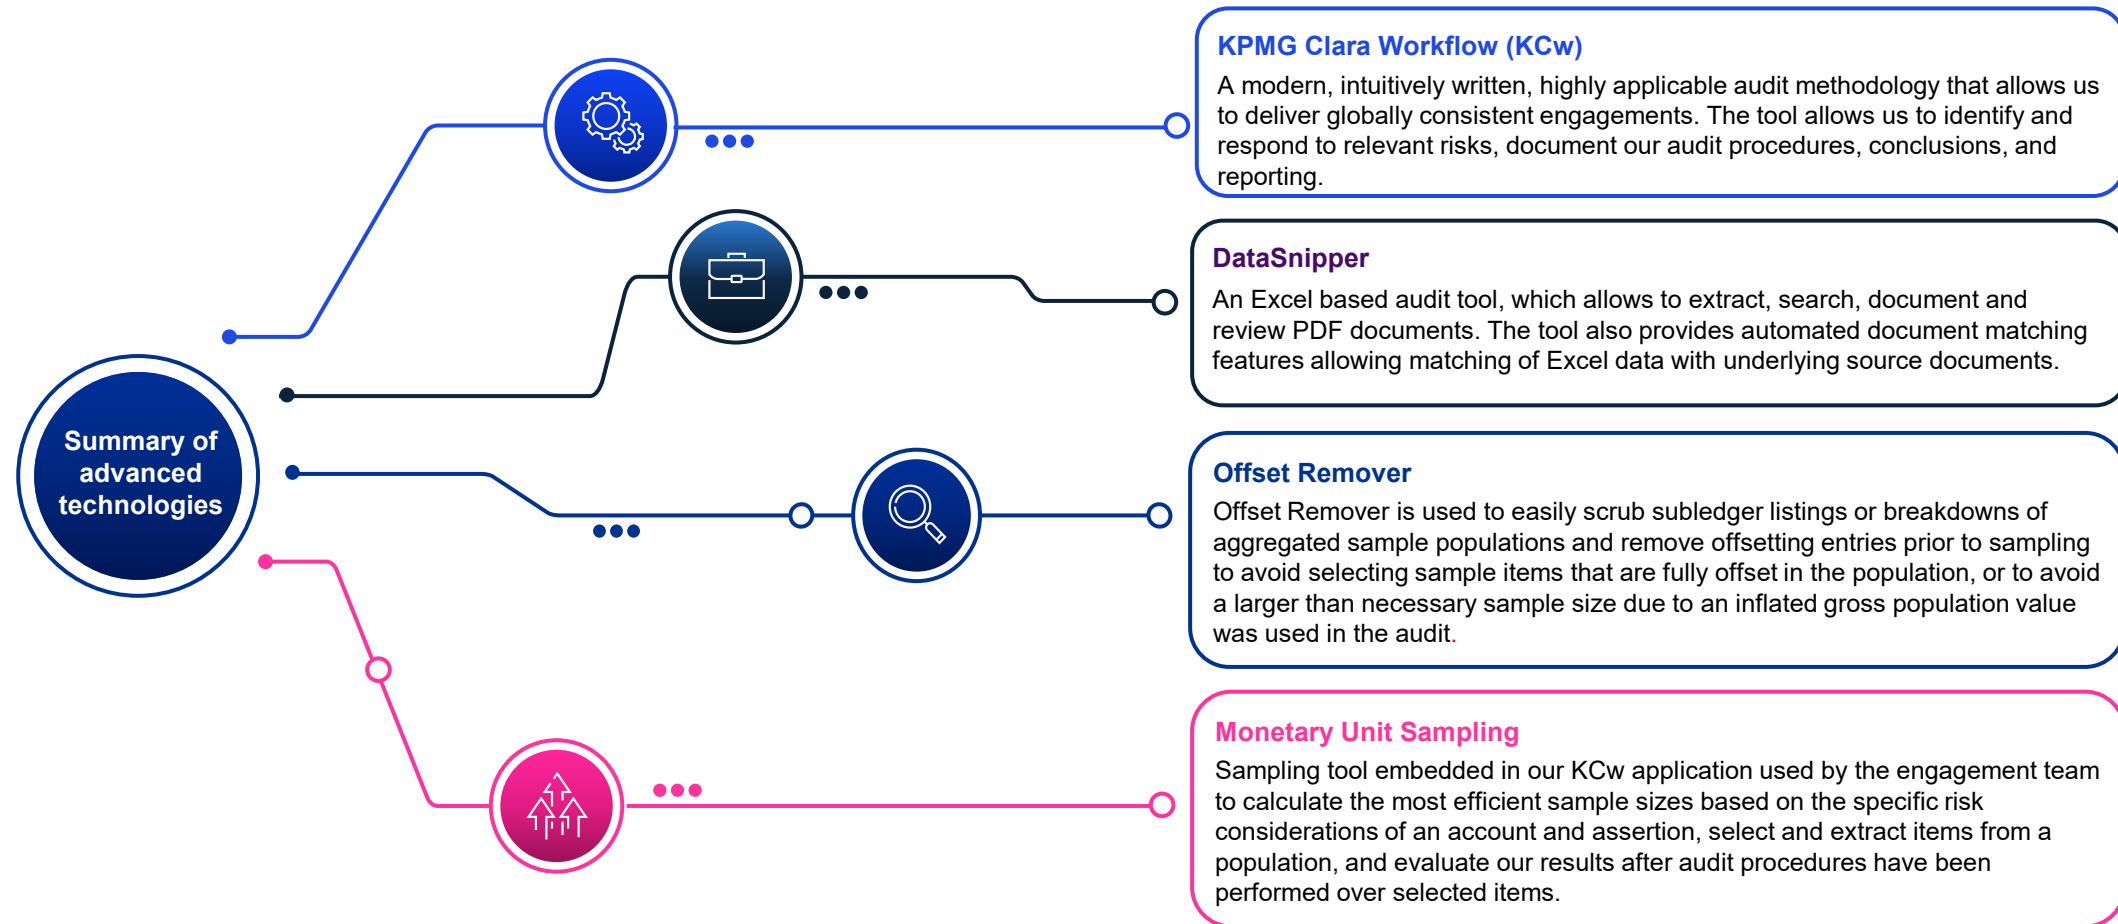 Summary of
advanced
technologies
KPMG Clara Workflow (KCw)
A modern, intuitively written, highly applicable audit methodology that allows us
to deliver globally consistent engagements. The tool allows us to identify and
respond to relevant risks, document our audit procedures, conclusions, and
reporting.
DataSnipper
An Excel based audit tool, which allows to extract, search, document and
review PDF documents. The tool also provides automated document matching
features allowing matching of Excel data with underlying source documents.
Offset Remover
Offset Remover is used to easily scrub subledger listings or breakdowns of
aggregated sample populations and remove offsetting entries prior to sampling
to avoid selecting sample items that are fully offset in the population, or to avoid
a larger than necessary sample size due to an inflated gross population value
was used in the audit.
Monetary Unit Sampling
Sampling tool embedded in our KCw application used by the engagement team
to calculate the most efficient sample sizes based on the specific risk
considerations of an account and assertion, select and extract items from a
population, and evaluate our results after audit procedures have been
performed over selected items.